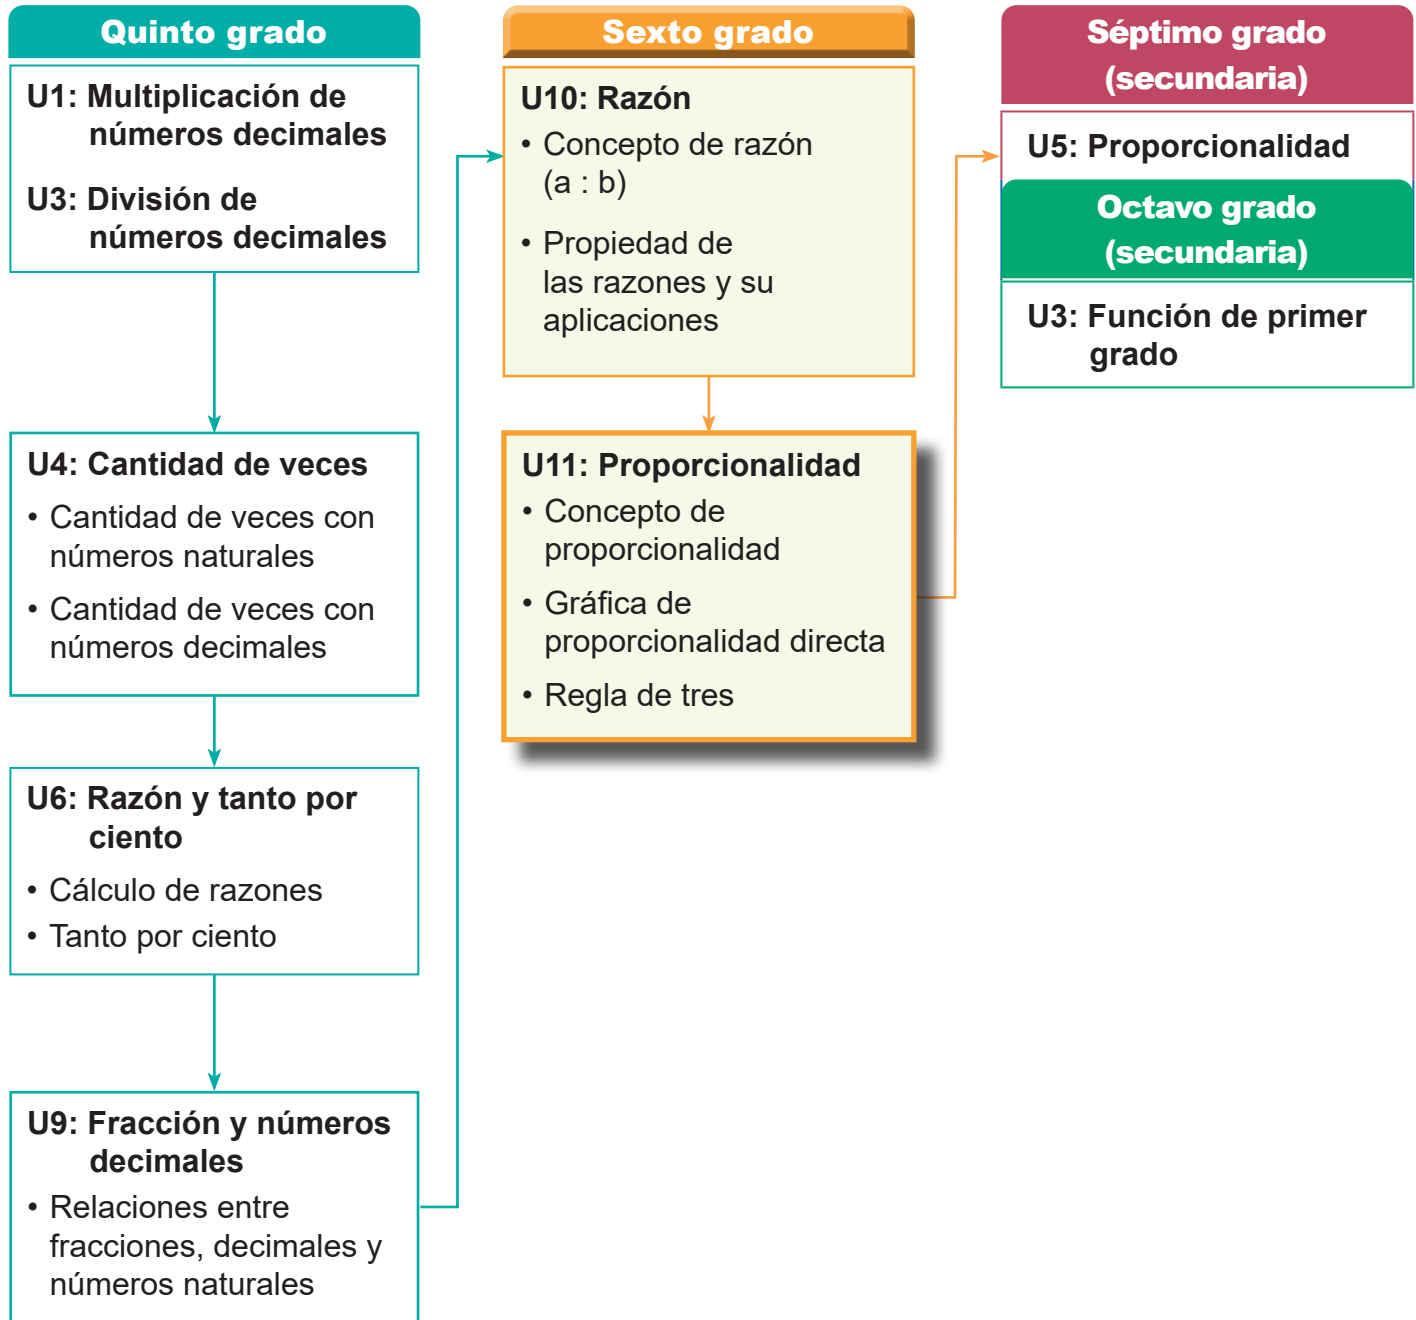 Quinto grado
U1: Multiplicación de
números decimales
U3: División de
números decimales
U4: Cantidad de veces
• Cantidad de veces con
números naturales
• Cantidad de veces con
números decimales
U6: Razón y tanto por
ciento
• Cálculo de razones
• Tanto por ciento
U9: Fracción y números
decimales
• Relaciones entre
fracciones, decimales y
números naturales
Sexto grado
U10: Razón
• Concepto de razón
(a : b)
• Propiedad de
las razones y su
aplicaciones
U11: Proporcionalidad
• Concepto de
proporcionalidad
• Gráfica de
proporcionalidad directa
• Regla de tres
Séptimo grado
(secundaria)
U5: Proporcionalidad
Octavo grado
(secundaria)
U3: Función de primer
grado